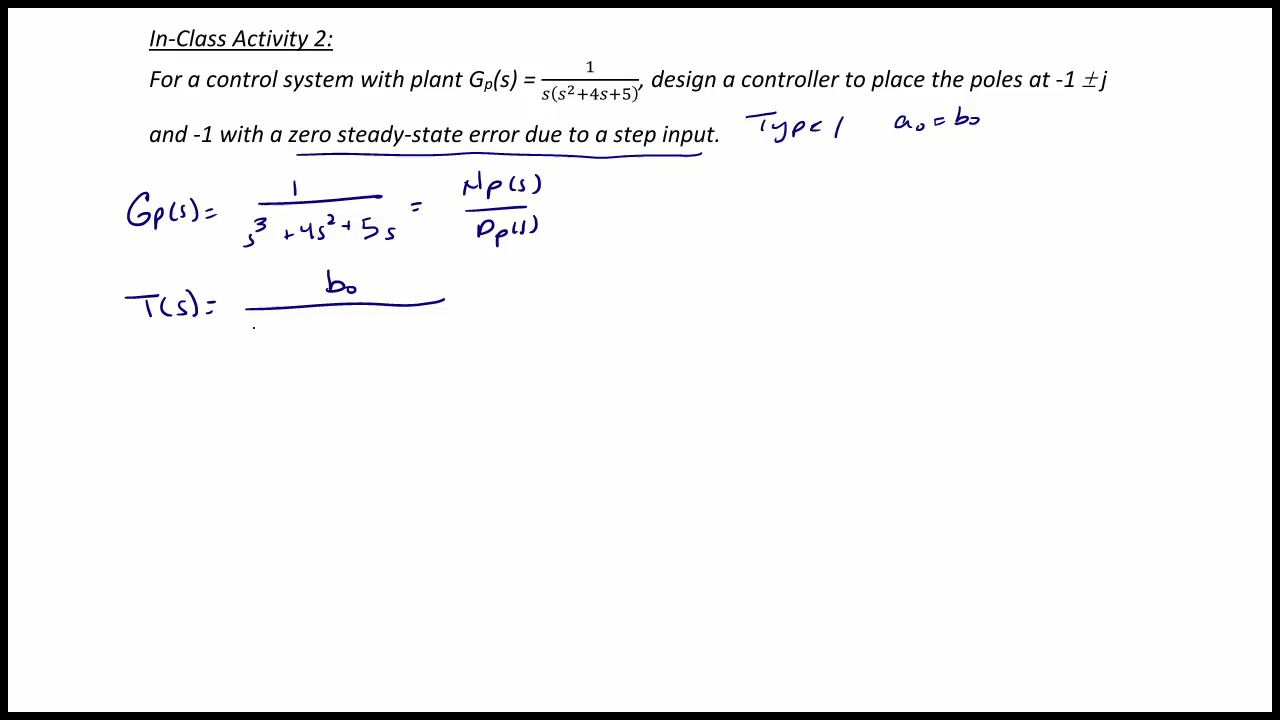 In-Class Activity 2:
For a control system with plant Gp(s) = 1/(s(s²+4s+5)), design a controller to place the poles at -1 ±j
and -1 with a zero steady-state error due to a step input. Type 1 a₀ = b₀
Gp(s) = 1/(s³ + 4s² + 5s) = Np(s)/Dp(s)
T(s) = b₀